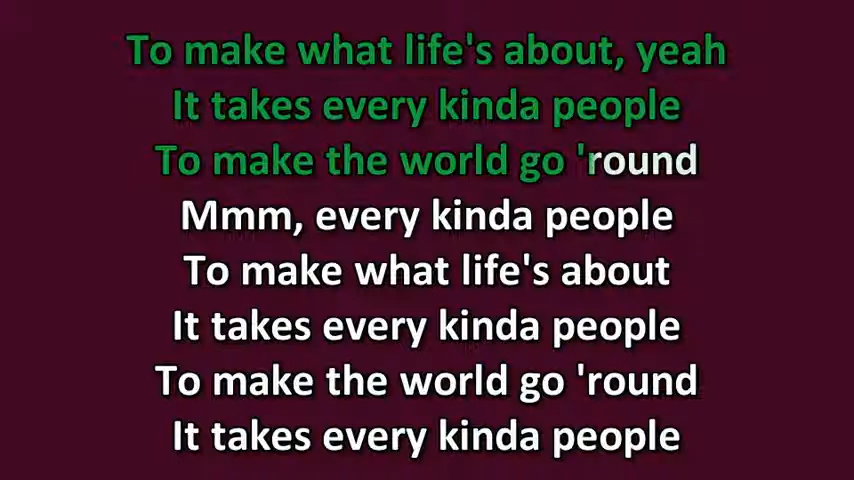 To make what life's about, yeah
It takes every kinda people
To make the world go 'round
Mmm, every kinda people
To make what life's about
It takes every kinda people
To make the world go 'round
It takes every kinda people